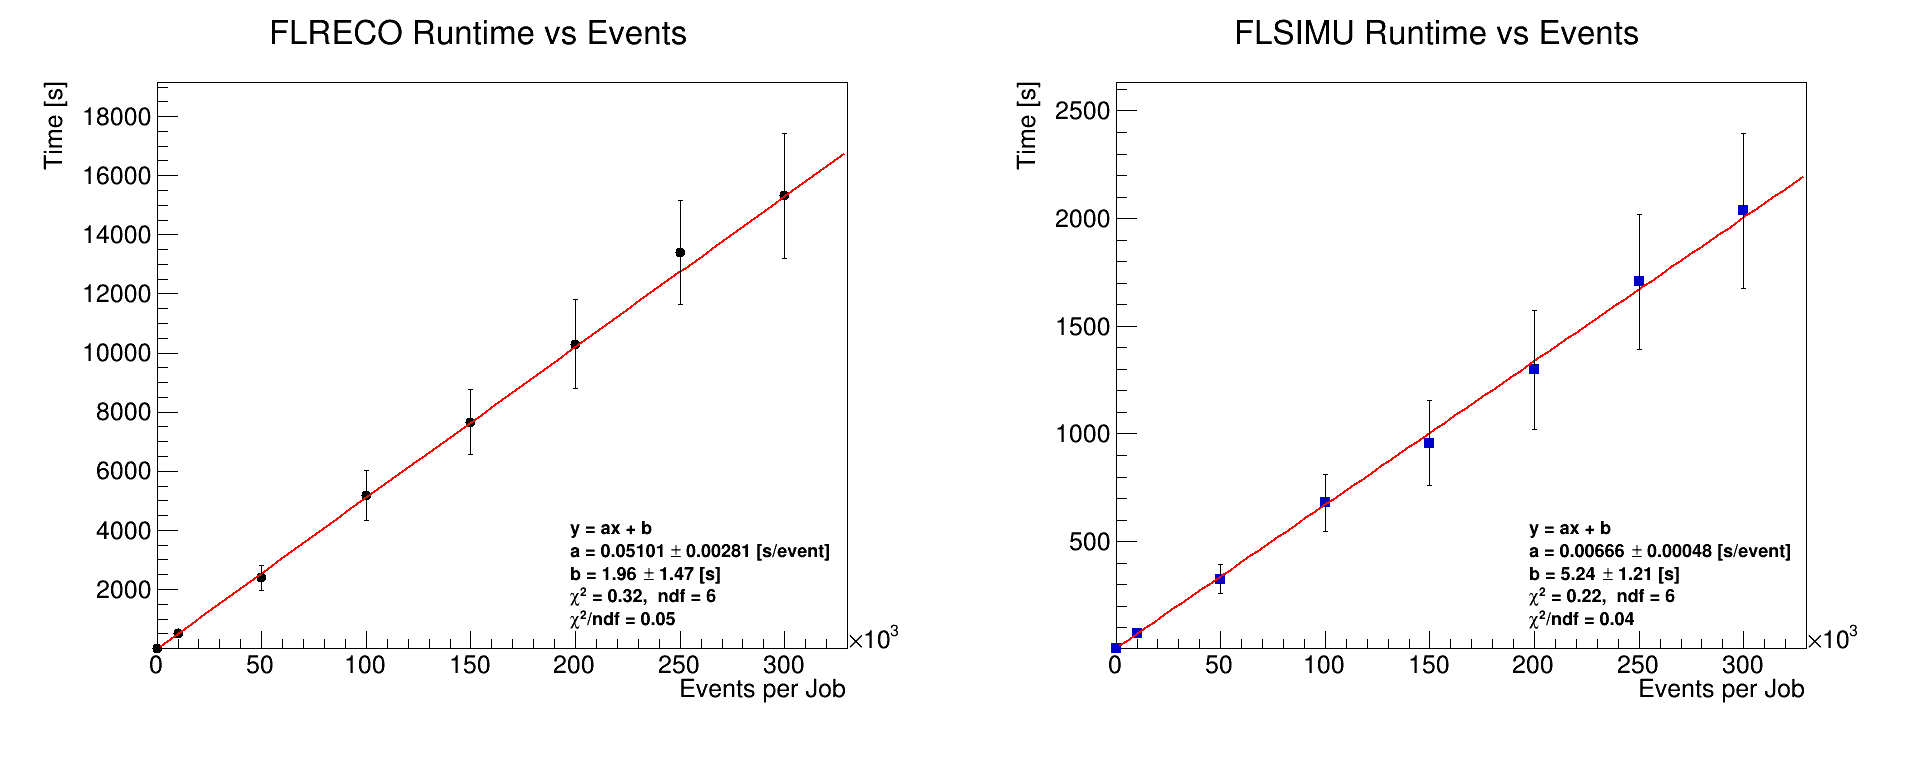 FLRECO Runtime vs Events
Time [s]
18000
16000
14000
12000
10000
8000
6000
4000
2000
y = ax + b
a = 0.05101 ± 0.00281 [s/event]
b = 1.96 ± 1.47 [s]
χ² = 0.32, ndf = 6
χ²/ndf = 0.05
0 50 100 150 200 250 300
×10³
Events per Job
FLSIMU Runtime vs Events
Time [s]
2500
2000
1500
1000
500
y = ax + b
a = 0.00666 ± 0.00048 [s/event]
b = 5.24 ± 1.21 [s]
χ² = 0.22, ndf = 6
χ²/ndf = 0.04
0 50 100 150 200 250 300
×10³
Events per Job